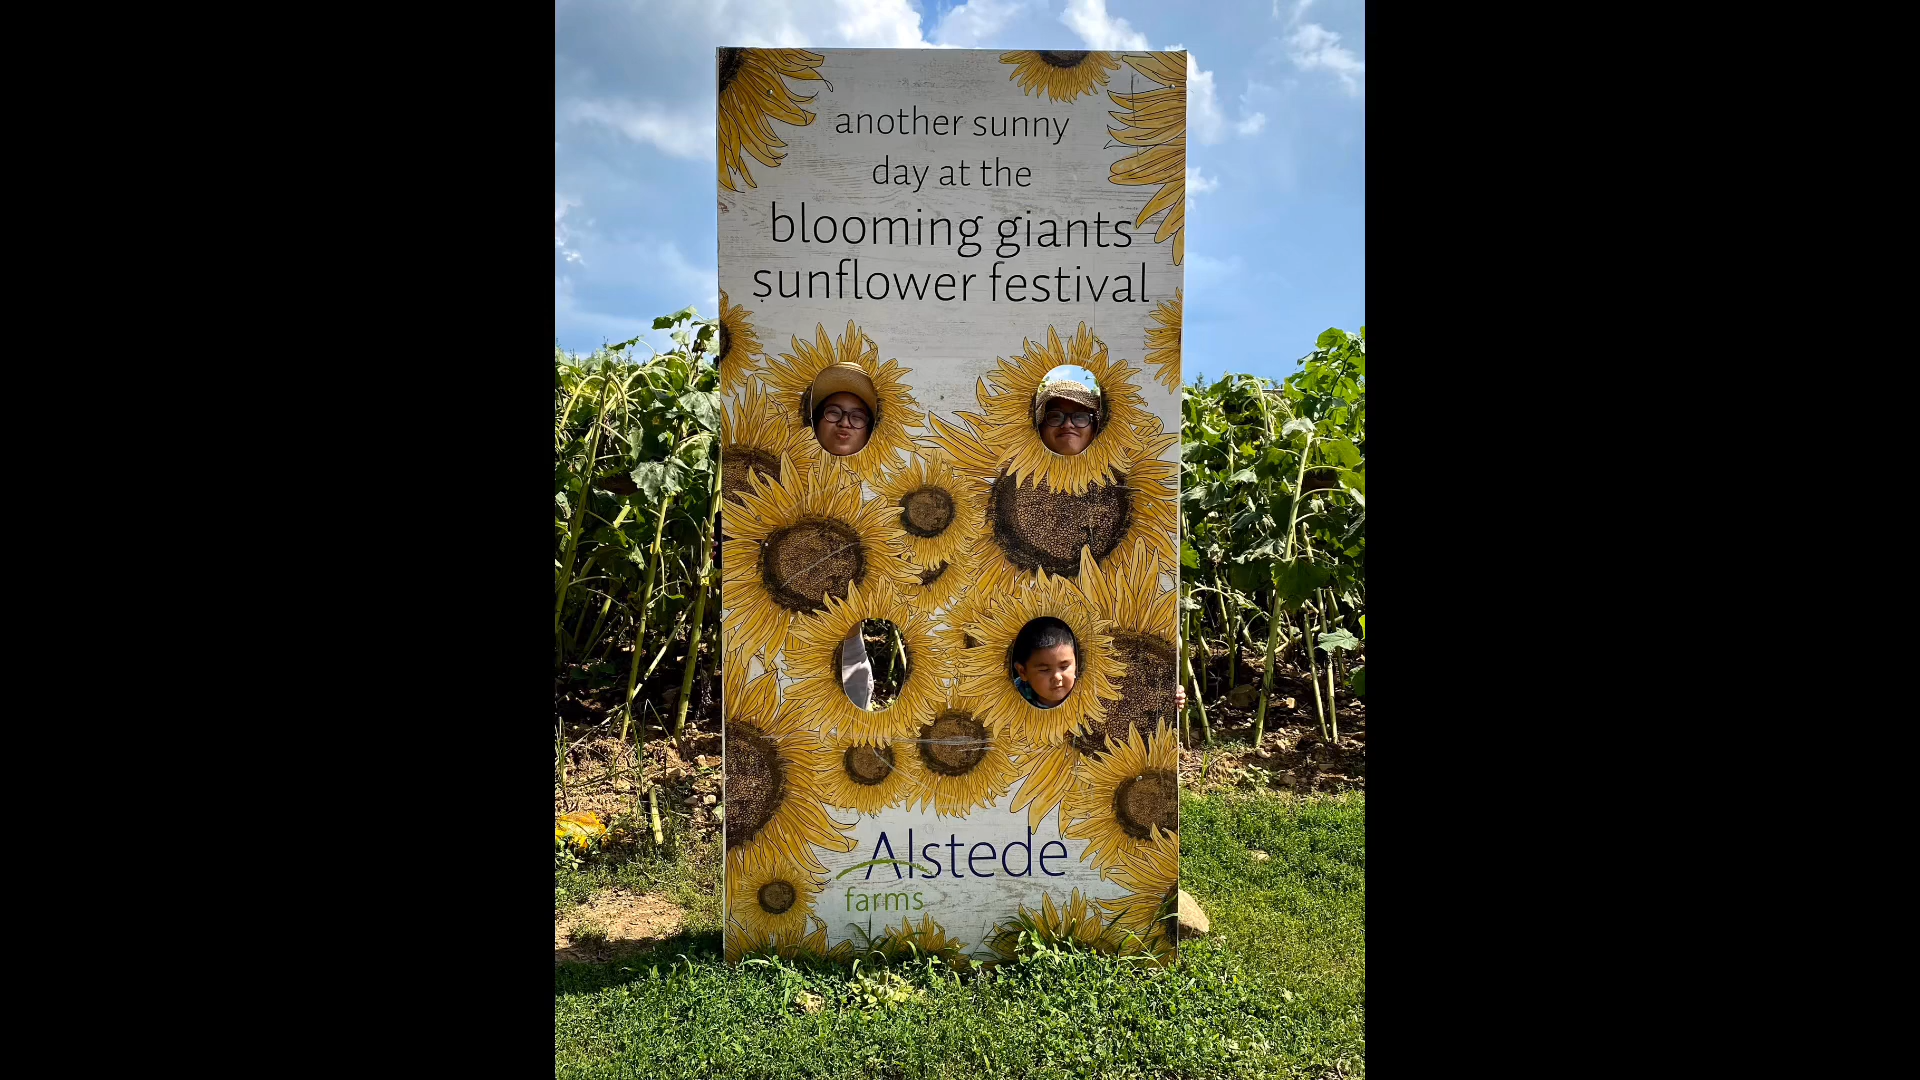 another sunny
day at the
blooming giants
sunflower festival
Alstede
farms